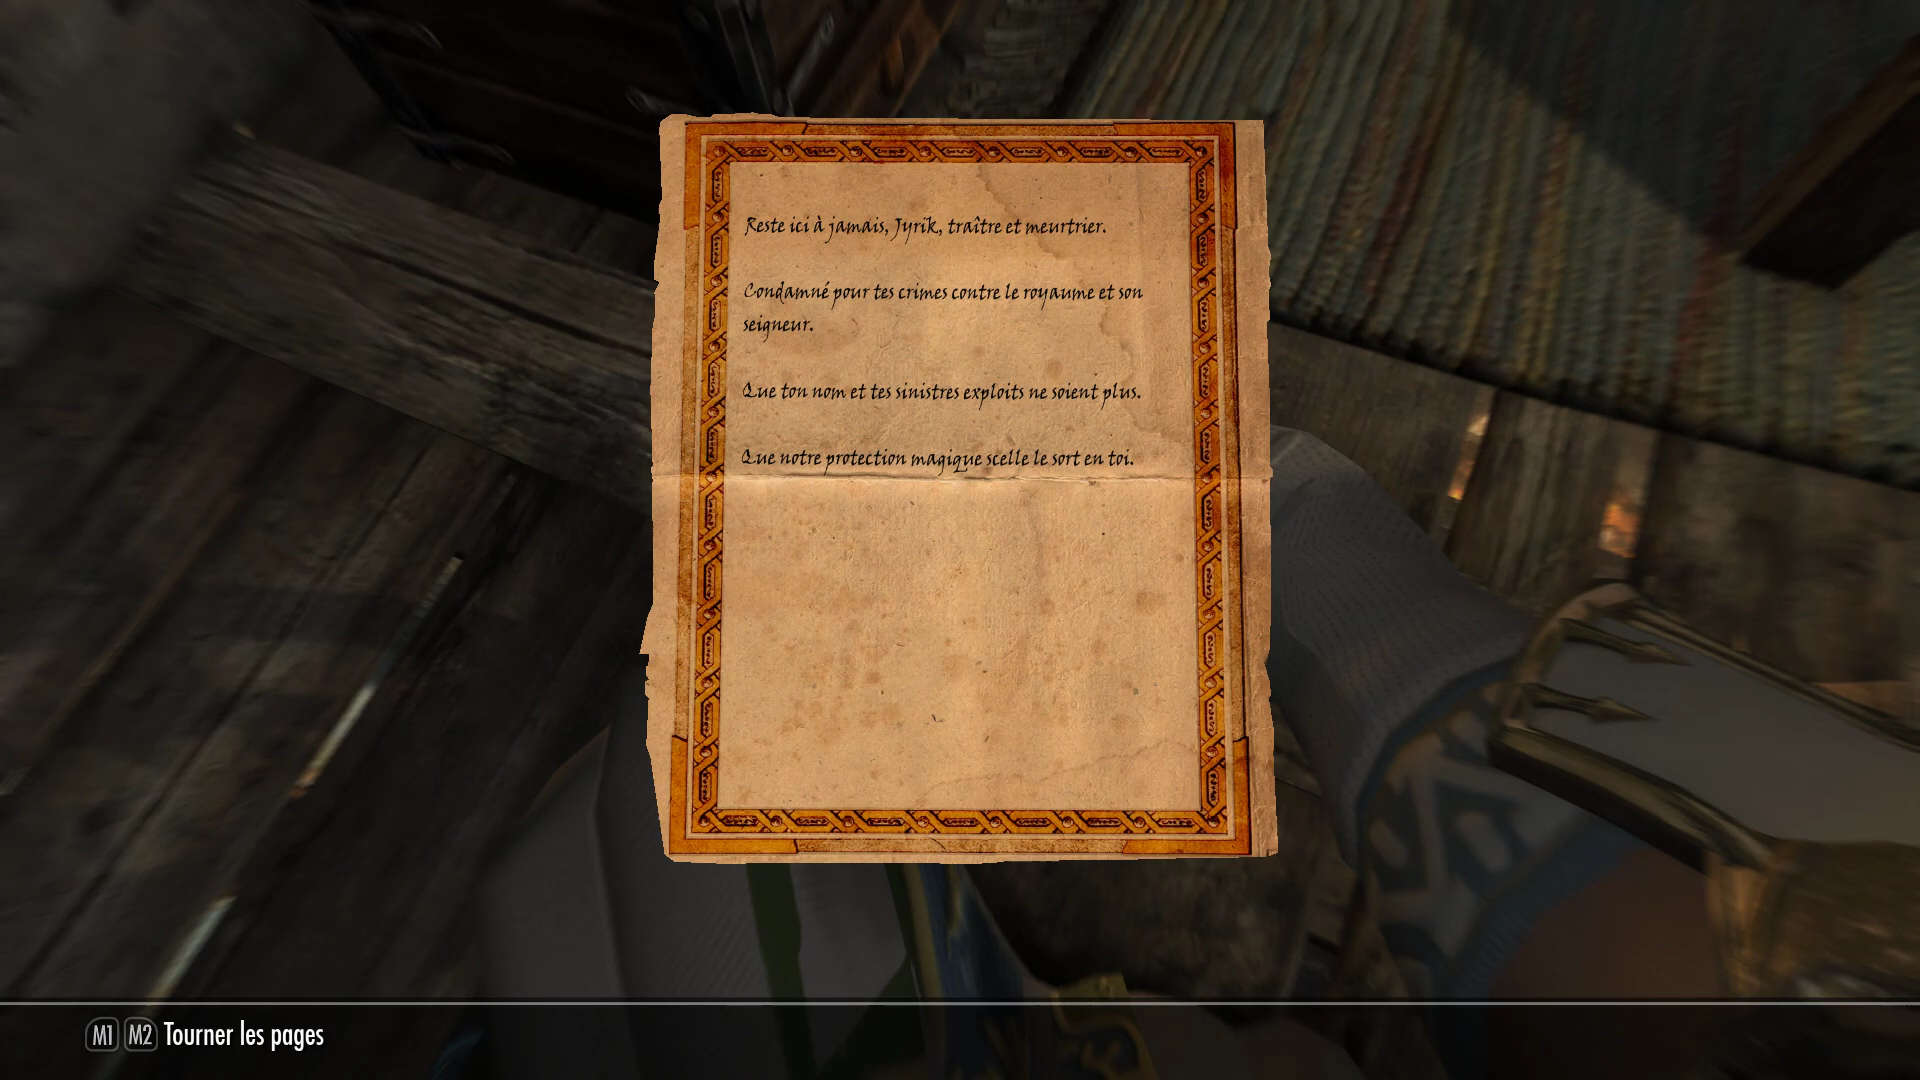 Reste ici à jamais, Jyrik, traître et meurtrier.
Condamné pour tes crimes contre le royaume et son
seigneur.
Que ton nom et tes sinistres exploits ne soient plus.
Que notre protection magique scelle le sort en toi.
M1 M2 Tourner les pages